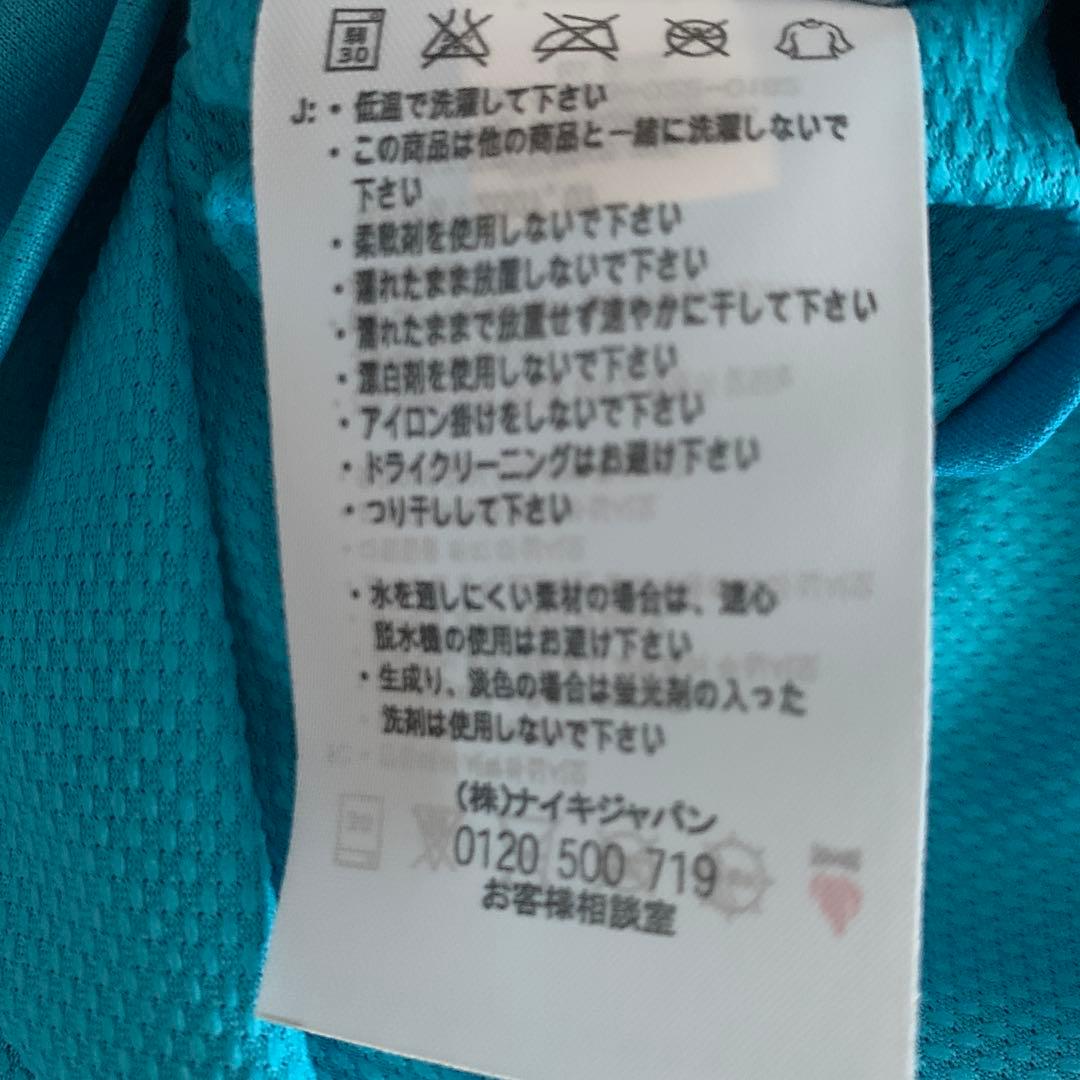 弱
30
J: ・低温で洗濯して下さい
・この商品は他の商品と一緒に洗濯しないで
下さい
・柔軟剤を使用しないで下さい
・濡れたまま放置しないで下さい
・濡れたままで放置せず速やかに干して下さい
・漂白剤を使用しないで下さい
・アイロン掛けをしないで下さい
・ドライクリーニングはお避け下さい
・つり干しして下さい
・水を通しにくい素材の場合は、遠心
脱水機の使用はお避け下さい
・生成り、淡色の場合は蛍光剤の入った
洗剤は使用しないで下さい
(株)ナイキジャパン
0120 500 719
お客様相談室